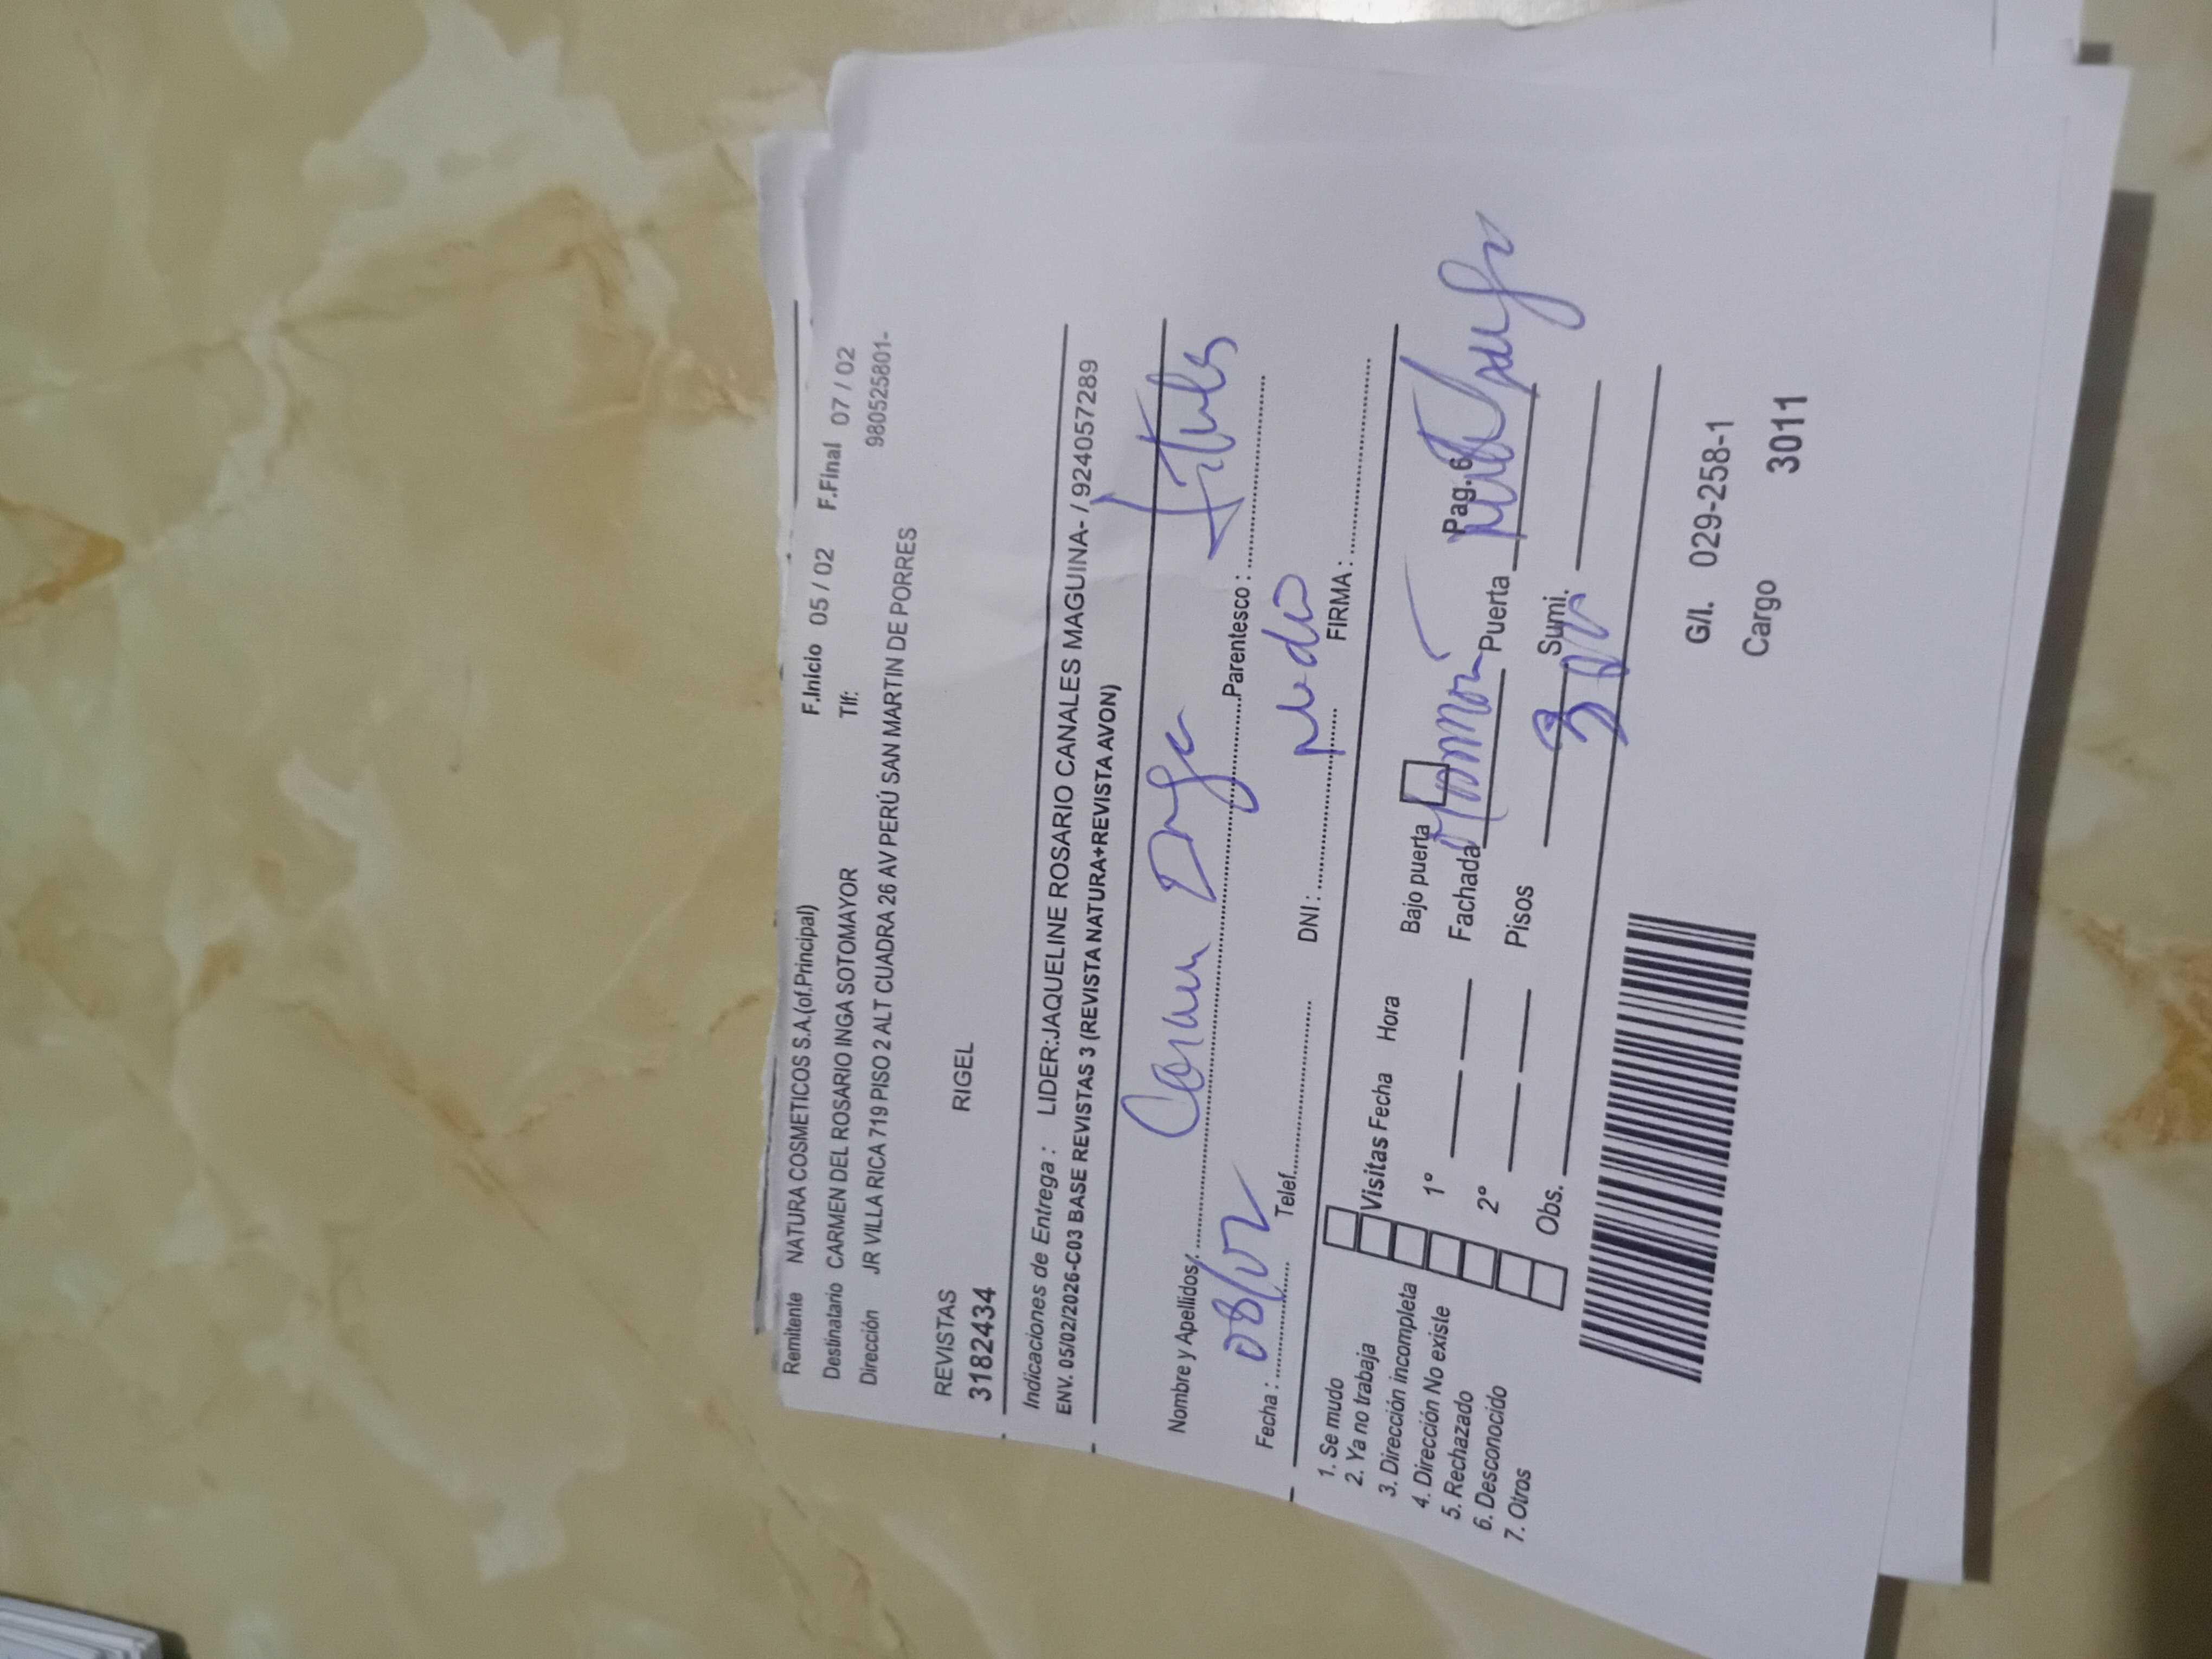 Remitente NATURA COSMETICOS S.A.(of.Principal) F.Inicio 05 / 02 F.Final 07 / 02
Destinatario CARMEN DEL ROSARIO INGA SOTOMAYOR Tlf: 980525801-
Dirección JR VILLA RICA 719 PISO 2 ALT CUADRA 26 AV PERÚ SAN MARTIN DE PORRES
REVISTAS RIGEL
3182434
Indicaciones de Entrega : LIDER:JAQUELINE ROSARIO CANALES MAGUINA- / 924057289
ENV. 05/02/2026-C03 BASE REVISTAS 3 (REVISTA NATURA+REVISTA AVON)
Nombre y Apellidos: Parentesco :
Fecha : 08/02 Telef. DNI : FIRMA :
1. Se mudo
2. Ya no trabaja
3. Dirección incompleta
4. Dirección No existe
5. Rechazado
6. Desconocido
7. Otros
Visitas Fecha Hora Bajo puerta Pag. 6
1° Fachada Puerta
2° Pisos 3 Sumi.
Obs.
G/I. 029-258-1
Cargo 3011